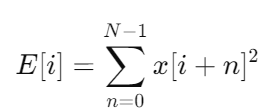 E[i] = \sum_{n=0}^{N-1} x[i + n]^2